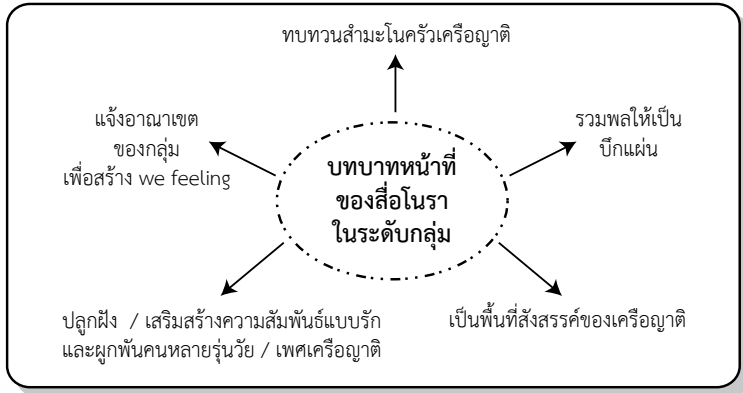 ทบทวนสำมะโนครัวเครือญาติ
แจ้งอาณาเขต
ของกลุ่ม
เพื่อสร้าง we feeling
รวมพลให้เป็น
ปึกแผ่น
บทบาทหน้าที่
ของสื่อโนรา
ในระดับกลุ่ม
ปลูกฝัง / เสริมสร้างความสัมพันธ์แบบรัก
และผูกพันคนหลายรุ่นวัย / เพศเครือญาติ
เป็นพื้นที่สังสรรค์ของเครือญาติ